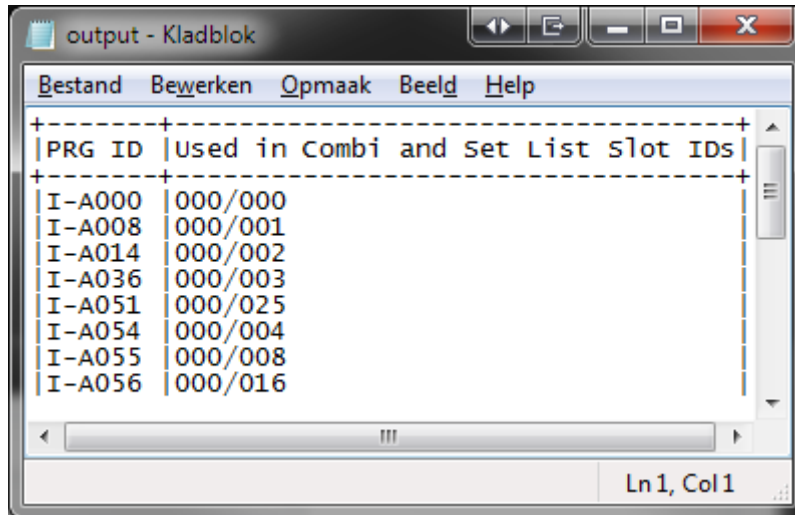 output - Kladblok
Bestand Bewerken Opmaak Beeld Help
+-------+------------------------------------+
|PRG ID |Used in Combi and Set List Slot IDs|
+-------+------------------------------------+
|I-A000 |000/000 |
|I-A008 |000/001 |
|I-A014 |000/002 |
|I-A036 |000/003 |
|I-A051 |000/025 |
|I-A054 |000/004 |
|I-A055 |000/008 |
|I-A056 |000/016 |
Ln 1, Col 1